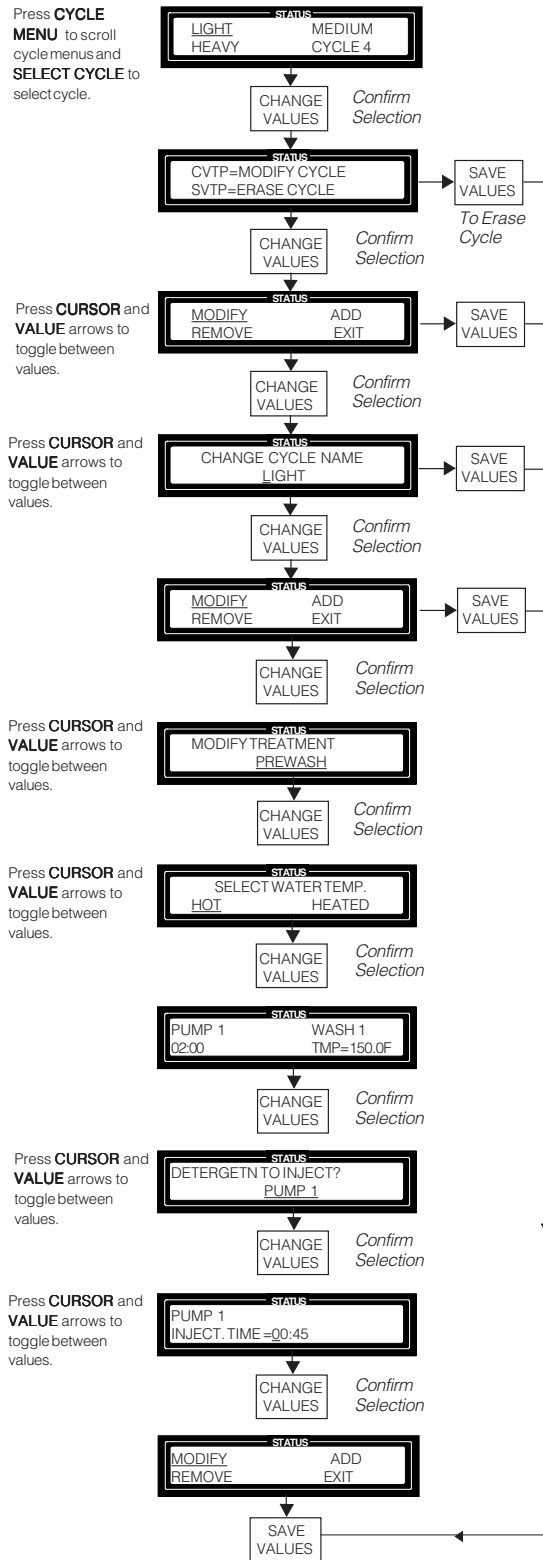 Press CYCLE
MENU to scroll
cycle menus and
SELECT CYCLE to
select cycle.
STATUS
LIGHT MEDIUM
HEAVY CYCLE 4
CHANGE
VALUES
Confirm
Selection
STATUS
CVTP=MODIFY CYCLE
SVTP=ERASE CYCLE
SAVE
VALUES
To Erase
Cycle
CHANGE
VALUES
Confirm
Selection
Press CURSOR and
VALUE arrows to
toggle between
values.
STATUS
MODIFY ADD
REMOVE EXIT
SAVE
VALUES
CHANGE
VALUES
Confirm
Selection
Press CURSOR and
VALUE arrows to
toggle between
values.
STATUS
CHANGE CYCLE NAME
LIGHT
SAVE
VALUES
CHANGE
VALUES
Confirm
Selection
STATUS
MODIFY ADD
REMOVE EXIT
SAVE
VALUES
CHANGE
VALUES
Confirm
Selection
Press CURSOR and
VALUE arrows to
toggle between
values.
STATUS
MODIFY TREATMENT
PREWASH
CHANGE
VALUES
Confirm
Selection
Press CURSOR and
VALUE arrows to
toggle between
values.
STATUS
SELECT WATER TEMP.
HOT HEATED
CHANGE
VALUES
Confirm
Selection
STATUS
PUMP 1 WASH 1
02:00 TMP=150.0F
CHANGE
VALUES
Confirm
Selection
Press CURSOR and
VALUE arrows to
toggle between
values.
STATUS
DETERGETN TO INJECT?
PUMP 1
CHANGE
VALUES
Confirm
Selection
Press CURSOR and
VALUE arrows to
toggle between
values.
STATUS
PUMP 1
INJECT. TIME =00:45
CHANGE
VALUES
Confirm
Selection
STATUS
MODIFY ADD
REMOVE EXIT
SAVE
VALUES